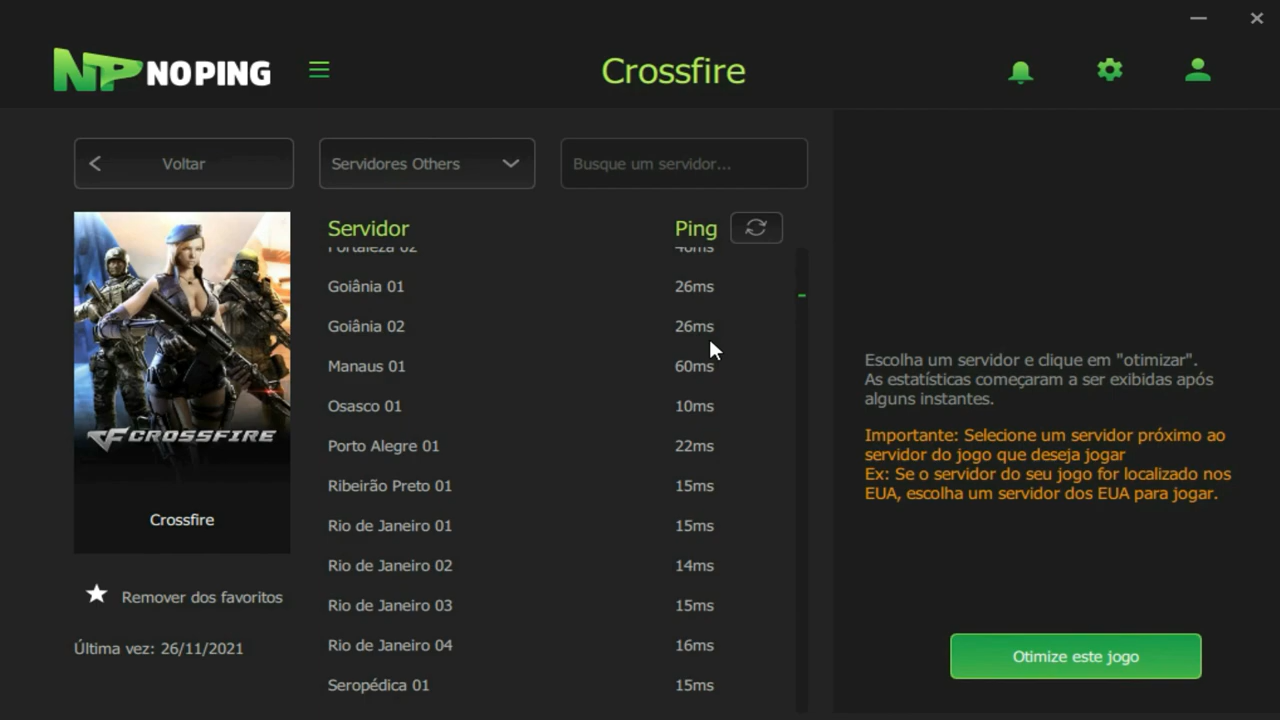 NP NOPING
Crossfire
Voltar
Servidores Others
Busque um servidor...
Servidor Ping
Fortaleza 02 46ms
Goiânia 01 26ms
Goiânia 02 26ms
Manaus 01 60ms
Osasco 01 10ms
Porto Alegre 01 22ms
Ribeirão Preto 01 15ms
Rio de Janeiro 01 15ms
Rio de Janeiro 02 14ms
Rio de Janeiro 03 15ms
Rio de Janeiro 04 16ms
Seropédica 01 15ms
CF CROSSFIRE
Crossfire
Remover dos favoritos
Última vez: 26/11/2021
Escolha um servidor e clique em "otimizar".
As estatísticas começaram a ser exibidas após
alguns instantes.
Importante: Selecione um servidor próximo ao
servidor do jogo que deseja jogar
Ex: Se o servidor do seu jogo for localizado nos
EUA, escolha um servidor dos EUA para jogar.
Otimize este jogo